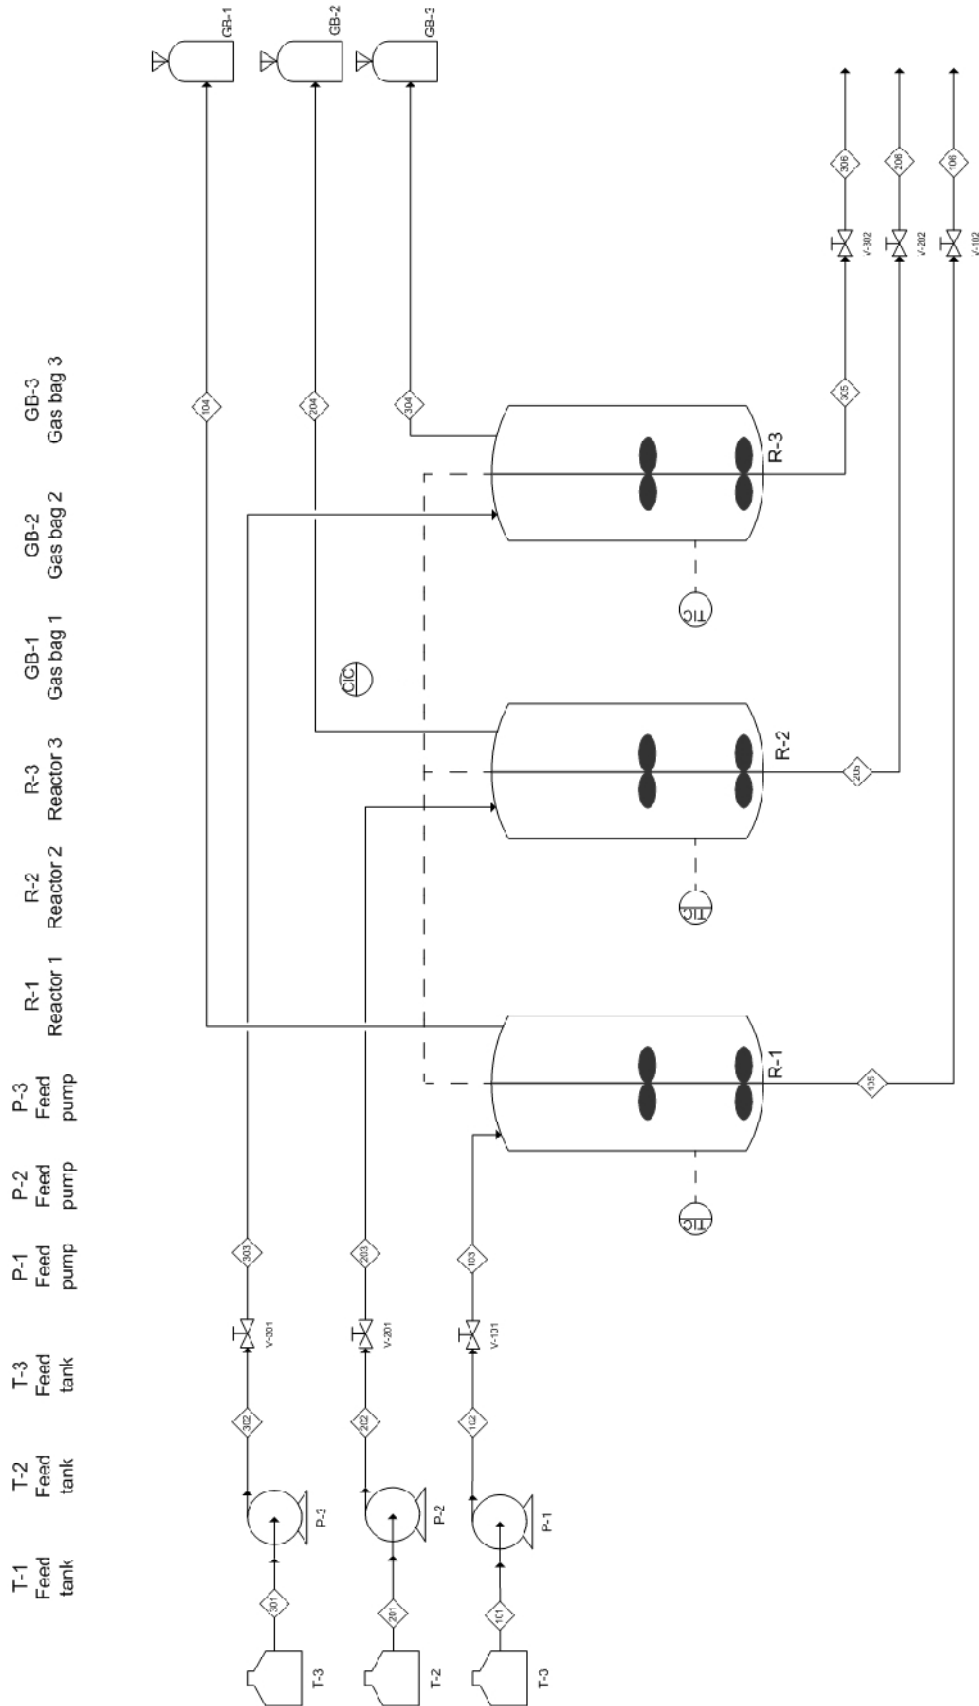 T-1
Feed
tank
T-2
Feed
tank
T-3
Feed
tank
P-1
Feed
pump
P-2
Feed
pump
P-3
Feed
pump
R-1
Reactor 1
R-2
Reactor 2
R-3
Reactor 3
GB-1
Gas bag 1
GB-2
Gas bag 2
GB-3
Gas bag 3
GB-1
104
GB-2
204
GB-3
304
T-3
301
P-3
302
V-301
303
T-2
201
P-2
202
V-201
203
T-3
101
P-1
102
V-101
103
CIC
TIC
R-1
105
TIC
R-2
205
TIC
R-3
305
V-302
306
V-202
206
V-102
106